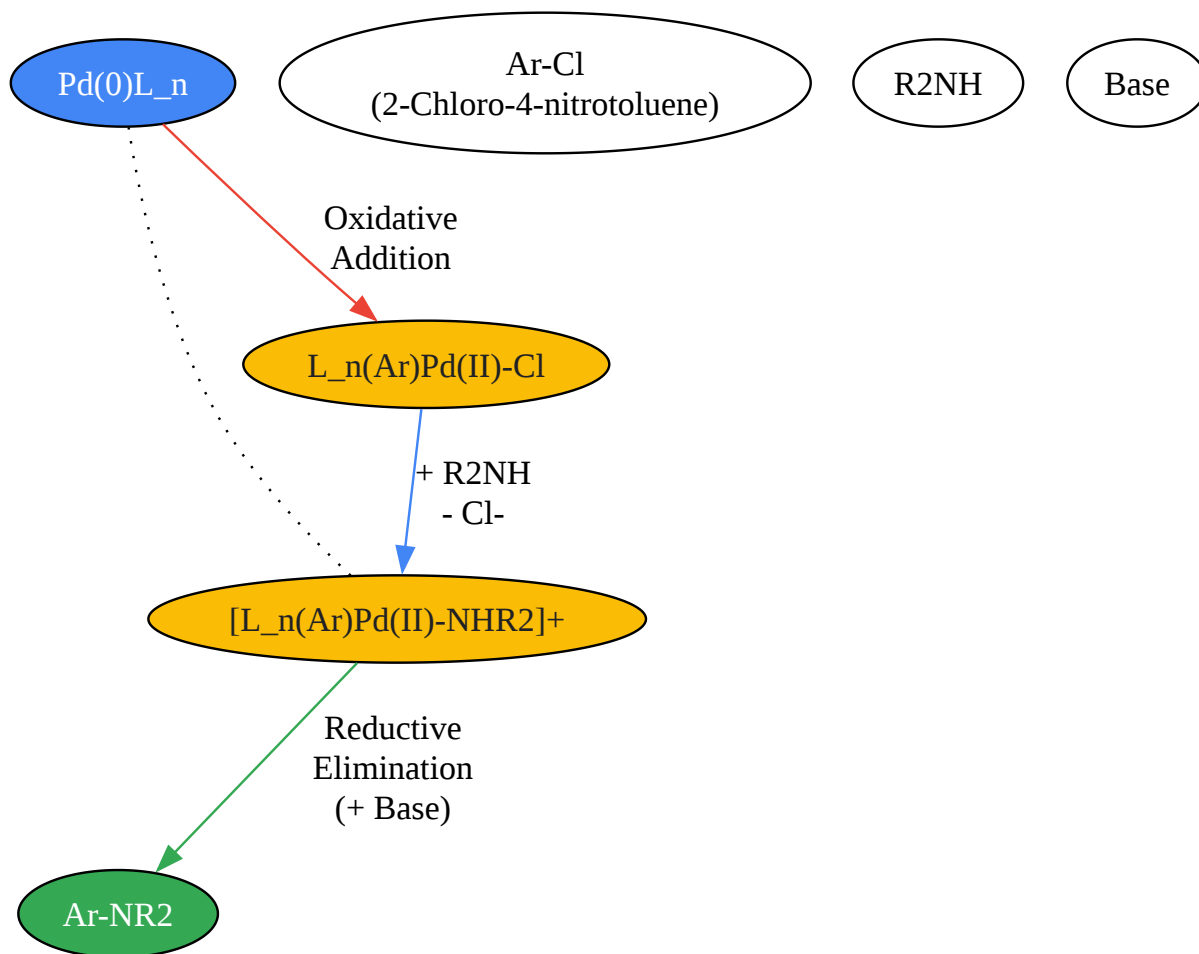 Pd(0)L_n
Ar-Cl
(2-Chloro-4-nitrotoluene)
R2NH
Base
Oxidative
Addition
L_n(Ar)Pd(II)-Cl
+ R2NH
- Cl-
[L_n(Ar)Pd(II)-NHR2]+
Reductive
Elimination
(+ Base)
Ar-NR2